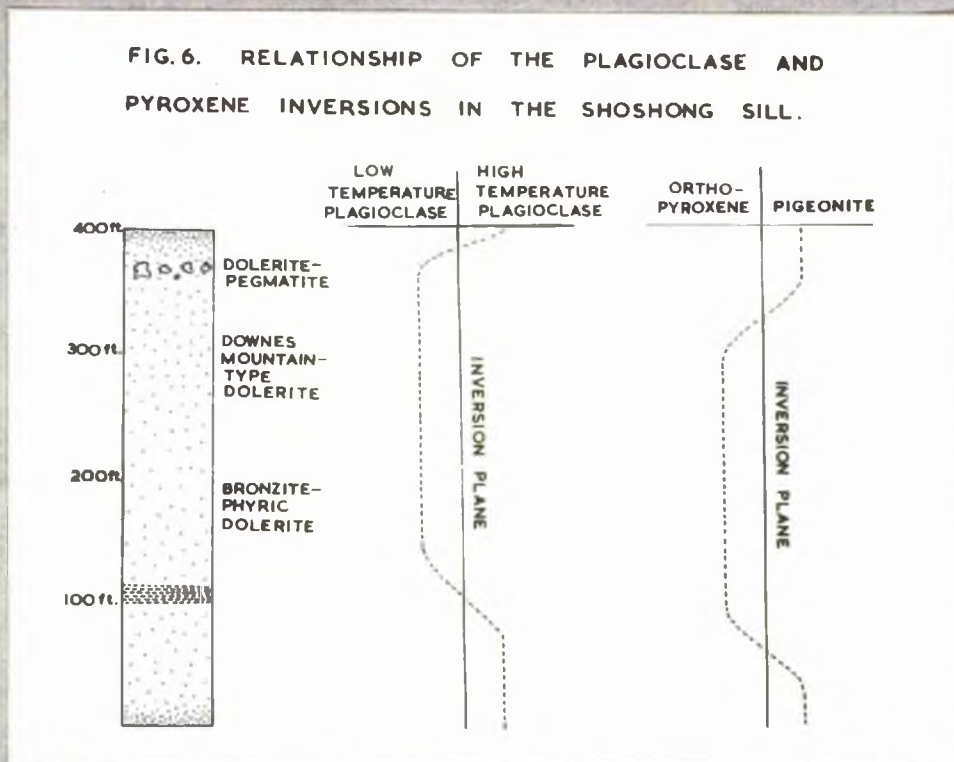 FIG. 6. RELATIONSHIP OF THE PLAGIOCLASE AND
PYROXENE INVERSIONS IN THE SHOSHONG SILL.
LOW
TEMPERATURE
PLAGIOCLASE
HIGH
TEMPERATURE
PLAGIOCLASE
ORTHO-
PYROXENE
PIGEONITE
400ft.
DOLERITE-
PEGMATITE
300ft.
DOWNES
MOUNTAIN-
TYPE
DOLERITE
200ft.
BRONZITE-
PHYRIC
DOLERITE
100ft.
INVERSION PLANE
INVERSION PLANE